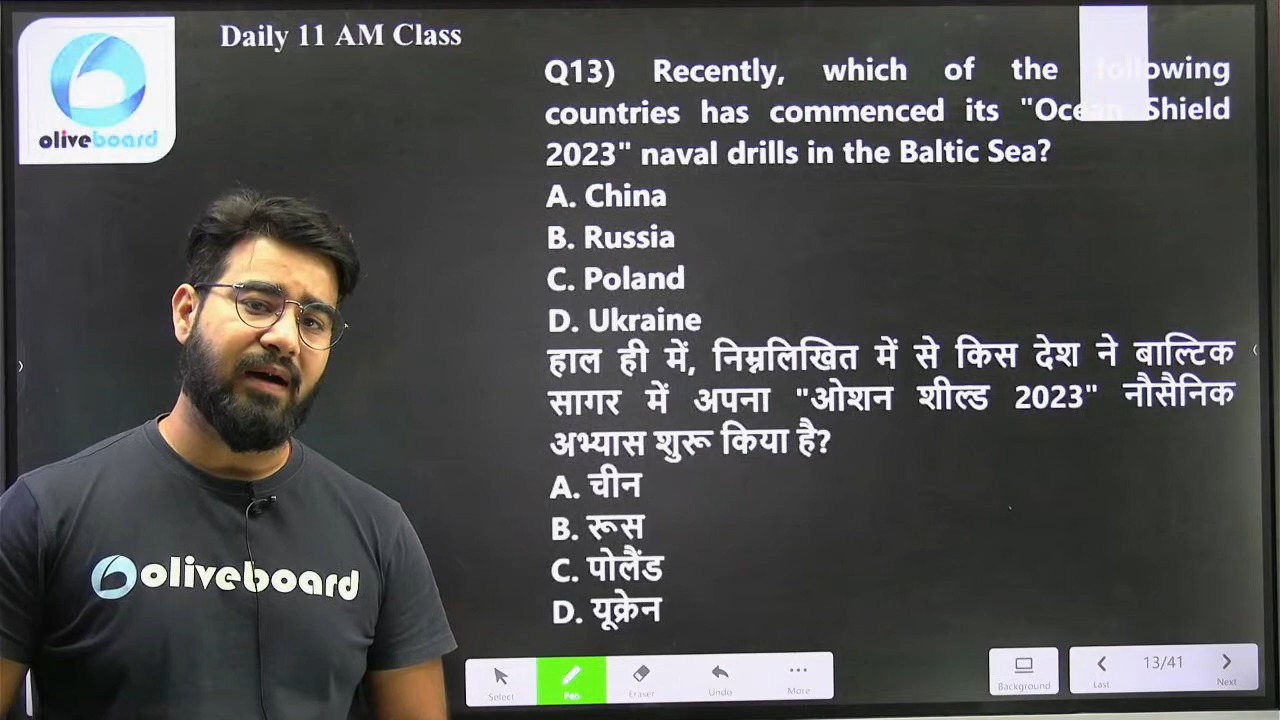 Daily 11 AM Class
oliveboard
Q13) Recently, which of the following
countries has commenced its "Ocean Shield
2023" naval drills in the Baltic Sea?
A. China
B. Russia
C. Poland
D. Ukraine
हाल ही में, निम्नलिखित में से किस देश ने बाल्टिक
सागर में अपना "ओशन शील्ड 2023" नौसैनिक
अभ्यास शुरू किया है?
A. चीन
B. रूस
C. पोलैंड
D. यूक्रेन
oliveboard
Select
Pen
Eraser
Undo
More
Background
Last
13/41
Next